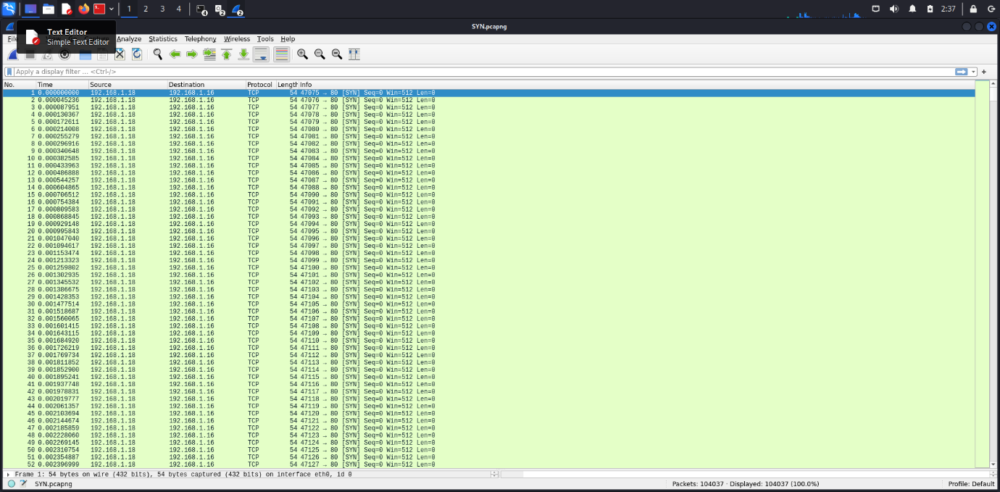 1 2 3 4 4 2 2 2:37
SYN.pcapng
Text Editor
Simple Text Editor
File Analyze Statistics Telephony Wireless Tools Help
Apply a display filter ... <Ctrl-/>
No. Time Source Destination Protocol Length Info
1 0.000000000 192.168.1.18 192.168.1.16 TCP 54 47075 → 80 [SYN] Seq=0 Win=512 Len=0
2 0.000045236 192.168.1.18 192.168.1.16 TCP 54 47076 → 80 [SYN] Seq=0 Win=512 Len=0
3 0.000087951 192.168.1.18 192.168.1.16 TCP 54 47077 → 80 [SYN] Seq=0 Win=512 Len=0
4 0.000130367 192.168.1.18 192.168.1.16 TCP 54 47078 → 80 [SYN] Seq=0 Win=512 Len=0
5 0.000172611 192.168.1.18 192.168.1.16 TCP 54 47079 → 80 [SYN] Seq=0 Win=512 Len=0
6 0.000214008 192.168.1.18 192.168.1.16 TCP 54 47080 → 80 [SYN] Seq=0 Win=512 Len=0
7 0.000255279 192.168.1.18 192.168.1.16 TCP 54 47081 → 80 [SYN] Seq=0 Win=512 Len=0
8 0.000296916 192.168.1.18 192.168.1.16 TCP 54 47082 → 80 [SYN] Seq=0 Win=512 Len=0
9 0.000340648 192.168.1.18 192.168.1.16 TCP 54 47083 → 80 [SYN] Seq=0 Win=512 Len=0
10 0.000382585 192.168.1.18 192.168.1.16 TCP 54 47084 → 80 [SYN] Seq=0 Win=512 Len=0
11 0.000433963 192.168.1.18 192.168.1.16 TCP 54 47085 → 80 [SYN] Seq=0 Win=512 Len=0
12 0.000486888 192.168.1.18 192.168.1.16 TCP 54 47086 → 80 [SYN] Seq=0 Win=512 Len=0
13 0.000544257 192.168.1.18 192.168.1.16 TCP 54 47087 → 80 [SYN] Seq=0 Win=512 Len=0
14 0.000604865 192.168.1.18 192.168.1.16 TCP 54 47088 → 80 [SYN] Seq=0 Win=512 Len=0
15 0.000706512 192.168.1.18 192.168.1.16 TCP 54 47090 → 80 [SYN] Seq=0 Win=512 Len=0
16 0.000754384 192.168.1.18 192.168.1.16 TCP 54 47091 → 80 [SYN] Seq=0 Win=512 Len=0
17 0.000809583 192.168.1.18 192.168.1.16 TCP 54 47092 → 80 [SYN] Seq=0 Win=512 Len=0
18 0.000868845 192.168.1.18 192.168.1.16 TCP 54 47093 → 80 [SYN] Seq=0 Win=512 Len=0
19 0.000929148 192.168.1.18 192.168.1.16 TCP 54 47094 → 80 [SYN] Seq=0 Win=512 Len=0
20 0.000995843 192.168.1.18 192.168.1.16 TCP 54 47095 → 80 [SYN] Seq=0 Win=512 Len=0
21 0.001047040 192.168.1.18 192.168.1.16 TCP 54 47096 → 80 [SYN] Seq=0 Win=512 Len=0
22 0.001094617 192.168.1.18 192.168.1.16 TCP 54 47097 → 80 [SYN] Seq=0 Win=512 Len=0
23 0.001153474 192.168.1.18 192.168.1.16 TCP 54 47098 → 80 [SYN] Seq=0 Win=512 Len=0
24 0.001213323 192.168.1.18 192.168.1.16 TCP 54 47099 → 80 [SYN] Seq=0 Win=512 Len=0
25 0.001259802 192.168.1.18 192.168.1.16 TCP 54 47100 → 80 [SYN] Seq=0 Win=512 Len=0
26 0.001302935 192.168.1.18 192.168.1.16 TCP 54 47101 → 80 [SYN] Seq=0 Win=512 Len=0
27 0.001345532 192.168.1.18 192.168.1.16 TCP 54 47102 → 80 [SYN] Seq=0 Win=512 Len=0
28 0.001386675 192.168.1.18 192.168.1.16 TCP 54 47103 → 80 [SYN] Seq=0 Win=512 Len=0
29 0.001428353 192.168.1.18 192.168.1.16 TCP 54 47104 → 80 [SYN] Seq=0 Win=512 Len=0
30 0.001477514 192.168.1.18 192.168.1.16 TCP 54 47105 → 80 [SYN] Seq=0 Win=512 Len=0
31 0.001518687 192.168.1.18 192.168.1.16 TCP 54 47106 → 80 [SYN] Seq=0 Win=512 Len=0
32 0.001560065 192.168.1.18 192.168.1.16 TCP 54 47107 → 80 [SYN] Seq=0 Win=512 Len=0
33 0.001601415 192.168.1.18 192.168.1.16 TCP 54 47108 → 80 [SYN] Seq=0 Win=512 Len=0
34 0.001643115 192.168.1.18 192.168.1.16 TCP 54 47109 → 80 [SYN] Seq=0 Win=512 Len=0
35 0.001684920 192.168.1.18 192.168.1.16 TCP 54 47110 → 80 [SYN] Seq=0 Win=512 Len=0
36 0.001726219 192.168.1.18 192.168.1.16 TCP 54 47111 → 80 [SYN] Seq=0 Win=512 Len=0
37 0.001769734 192.168.1.18 192.168.1.16 TCP 54 47112 → 80 [SYN] Seq=0 Win=512 Len=0
38 0.001811852 192.168.1.18 192.168.1.16 TCP 54 47113 → 80 [SYN] Seq=0 Win=512 Len=0
39 0.001852900 192.168.1.18 192.168.1.16 TCP 54 47114 → 80 [SYN] Seq=0 Win=512 Len=0
40 0.001895241 192.168.1.18 192.168.1.16 TCP 54 47115 → 80 [SYN] Seq=0 Win=512 Len=0
41 0.001937748 192.168.1.18 192.168.1.16 TCP 54 47116 → 80 [SYN] Seq=0 Win=512 Len=0
42 0.001978831 192.168.1.18 192.168.1.16 TCP 54 47117 → 80 [SYN] Seq=0 Win=512 Len=0
43 0.002019777 192.168.1.18 192.168.1.16 TCP 54 47118 → 80 [SYN] Seq=0 Win=512 Len=0
44 0.002061357 192.168.1.18 192.168.1.16 TCP 54 47119 → 80 [SYN] Seq=0 Win=512 Len=0
45 0.002103694 192.168.1.18 192.168.1.16 TCP 54 47120 → 80 [SYN] Seq=0 Win=512 Len=0
46 0.002144674 192.168.1.18 192.168.1.16 TCP 54 47121 → 80 [SYN] Seq=0 Win=512 Len=0
47 0.002185859 192.168.1.18 192.168.1.16 TCP 54 47122 → 80 [SYN] Seq=0 Win=512 Len=0
48 0.002228060 192.168.1.18 192.168.1.16 TCP 54 47123 → 80 [SYN] Seq=0 Win=512 Len=0
49 0.002269145 192.168.1.18 192.168.1.16 TCP 54 47124 → 80 [SYN] Seq=0 Win=512 Len=0
50 0.002310754 192.168.1.18 192.168.1.16 TCP 54 47125 → 80 [SYN] Seq=0 Win=512 Len=0
51 0.002354887 192.168.1.18 192.168.1.16 TCP 54 47126 → 80 [SYN] Seq=0 Win=512 Len=0
52 0.002396999 192.168.1.18 192.168.1.16 TCP 54 47127 → 80 [SYN] Seq=0 Win=512 Len=0
Frame 1: 54 bytes on wire (432 bits), 54 bytes captured (432 bits) on interface eth0, id 0
SYN.pcapng Packets: 104037 · Displayed: 104037 (100.0%) Profile: Default